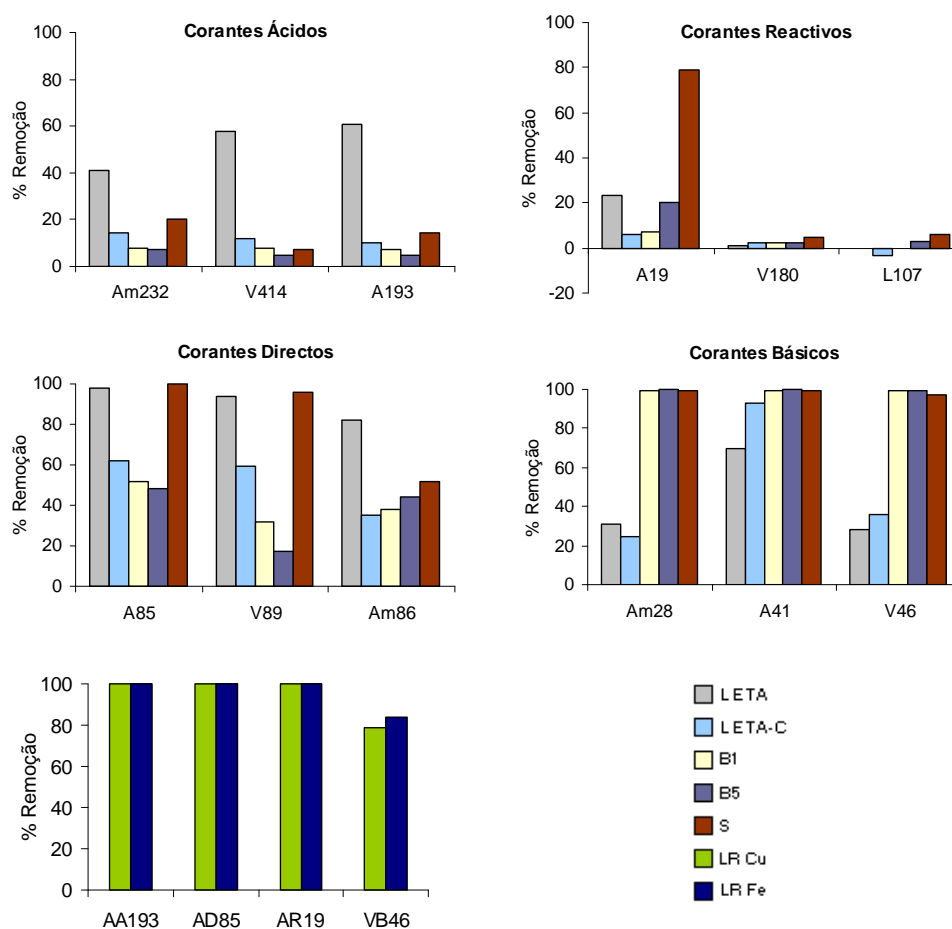 Corantes Ácidos
% Remoção
100
80
60
40
20
0
Am232 V414 A193
Corantes Reactivos
% Remoção
100
80
60
40
20
0
-20
A19 V180 L107
Corantes Directos
% Remoção
100
80
60
40
20
0
A85 V89 Am86
Corantes Básicos
% Remoção
100
80
60
40
20
0
Am28 A41 V46
% Remoção
100
80
60
40
20
0
AA193 AD85 AR19 VB46
LETA
LETA-C
B1
B5
S
LR Cu
LR Fe